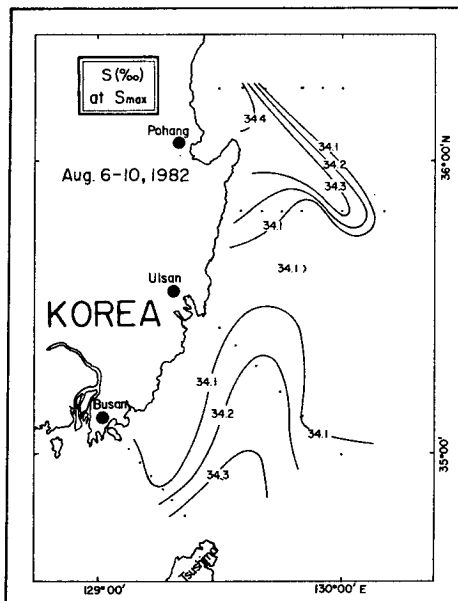 S(‰)
at Smax
Pohang
Aug. 6-10, 1982
34.4
34.1
34.2
34.3
36°00'N
34.1
34.1
Ulsan
KOREA
34.1
34.2
34.3
34.1
Busan
35°00'
Tsushima
129°00'
130°00' E